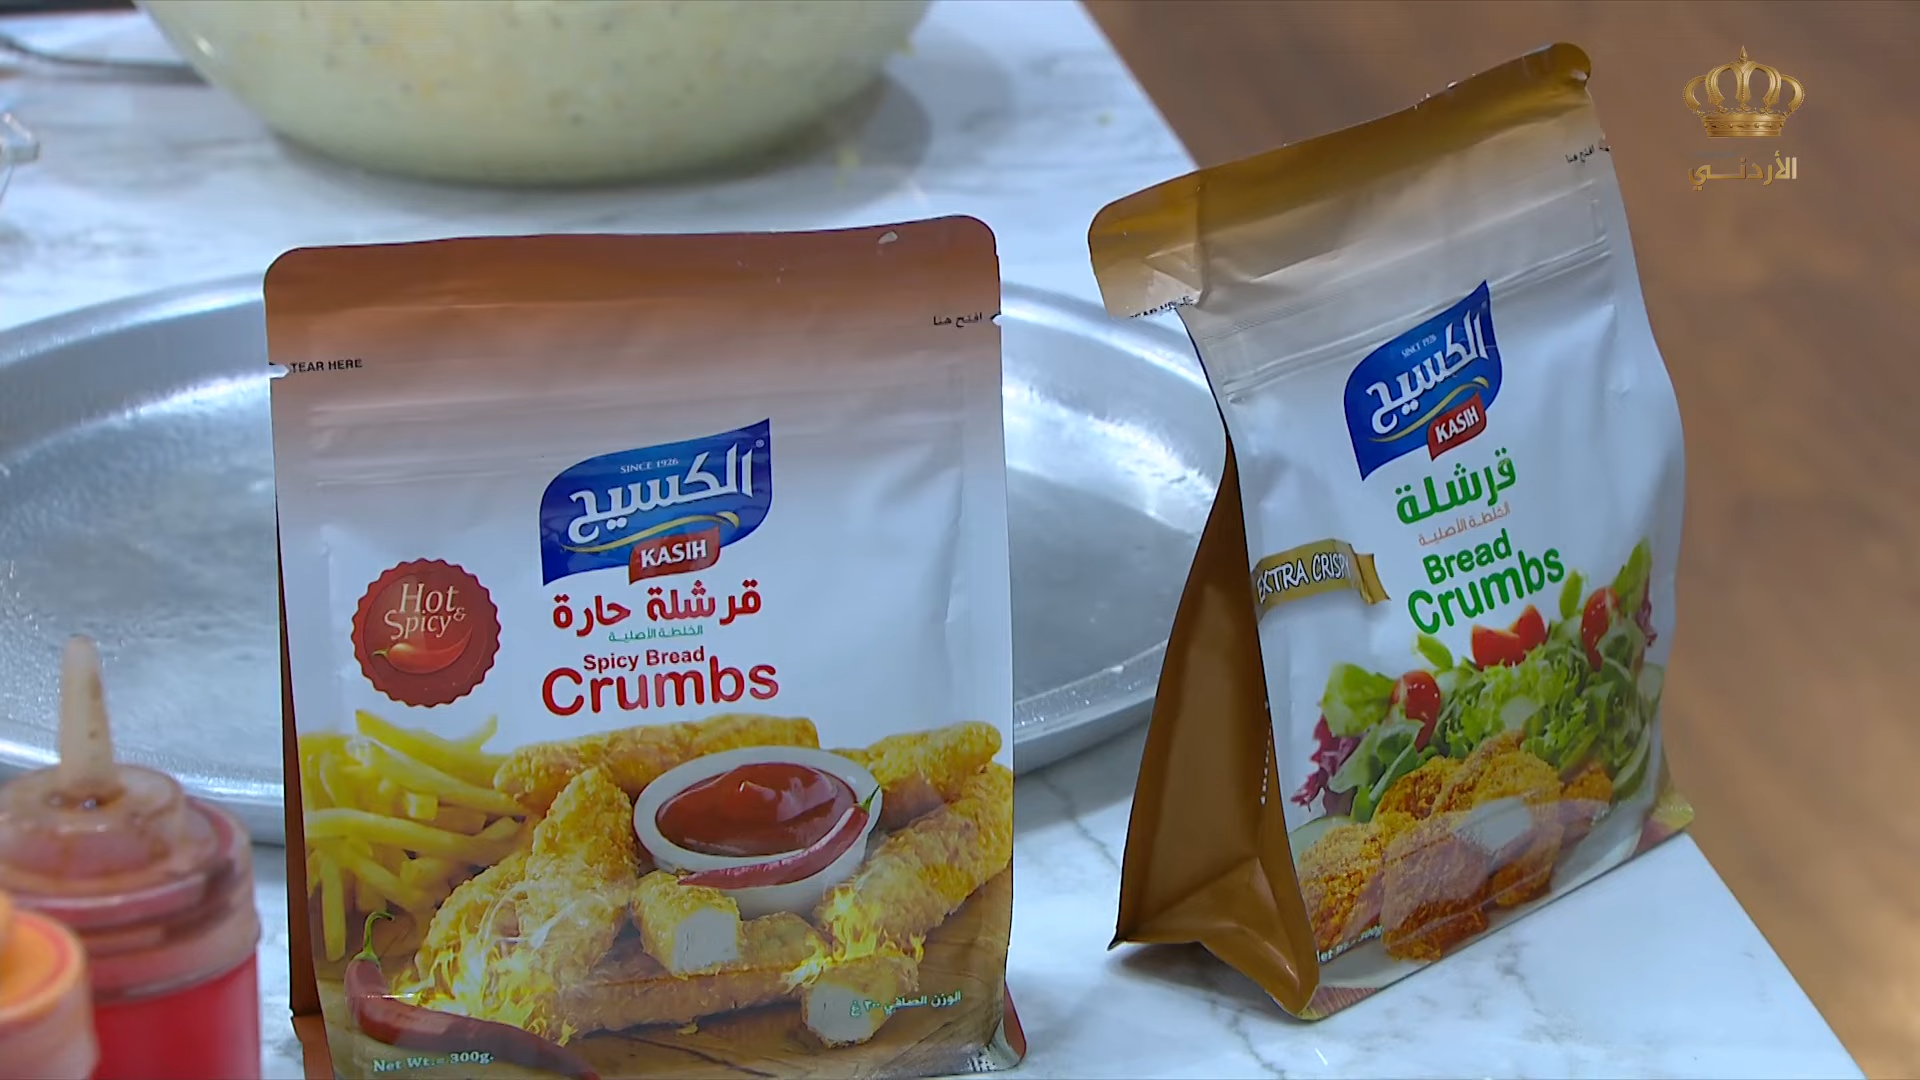 الأردني
افتح هنا
TEAR HERE
SINCE 1926
الكسيح
KASIH
Hot & Spicy
قرشلة حارة
الخلطة الأصلية
Spicy Bread
Crumbs
الوزن الصافي ٣٠٠ غ
Net Wt.= 300g.
افتح هنا
TEAR HERE
SINCE 1926
الكسيح
KASIH
قرشلة
الخلطة الأصلية
EXTRA CRISPY
Bread
Crumbs